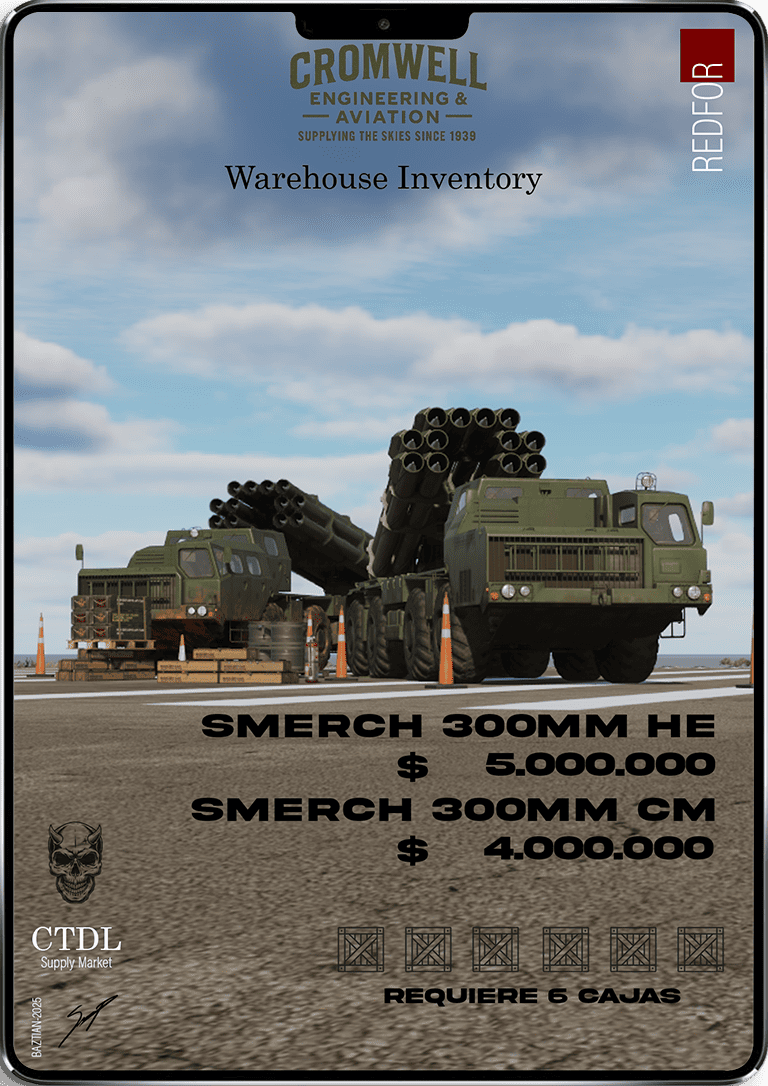 CROMWELL
ENGINEERING &
AVIATION
SUPPLYING THE SKIES SINCE 1939
REDFOR
Warehouse Inventory
SMERCH 300MM HE
$ 5.000.000
SMERCH 300MM CM
$ 4.000.000
CTDL
Supply Market
REQUIERE 6 CAJAS
BAZTIAN-2025